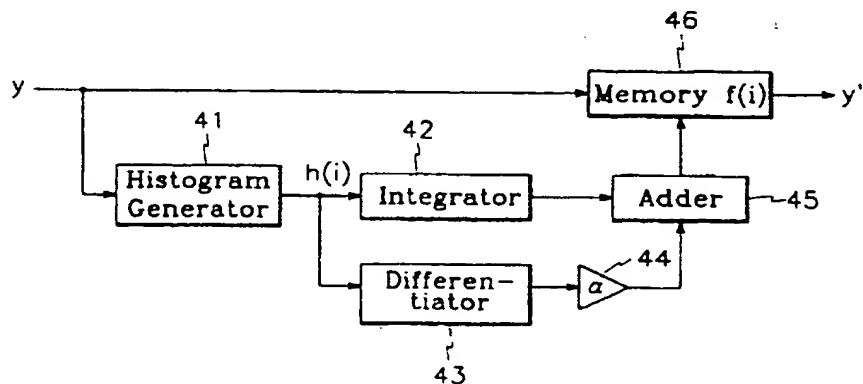 46
y
Memory f(i)
y'
41
42
h(i)
Histogram
Generator
Integrator
Adder
45
44
Differen-
tiator
α
43